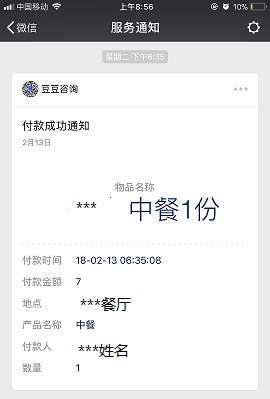 中国移动
上午8:56
10%
微信
服务通知
星期二 下午6:35
豆豆咨询
付款成功通知
2月13日
物品名称
*** 中餐1份
付款时间 18-02-13 06:35:08
付款金额 7
地点 ***餐厅
产品名称 中餐
付款人 ***姓名
数量 1